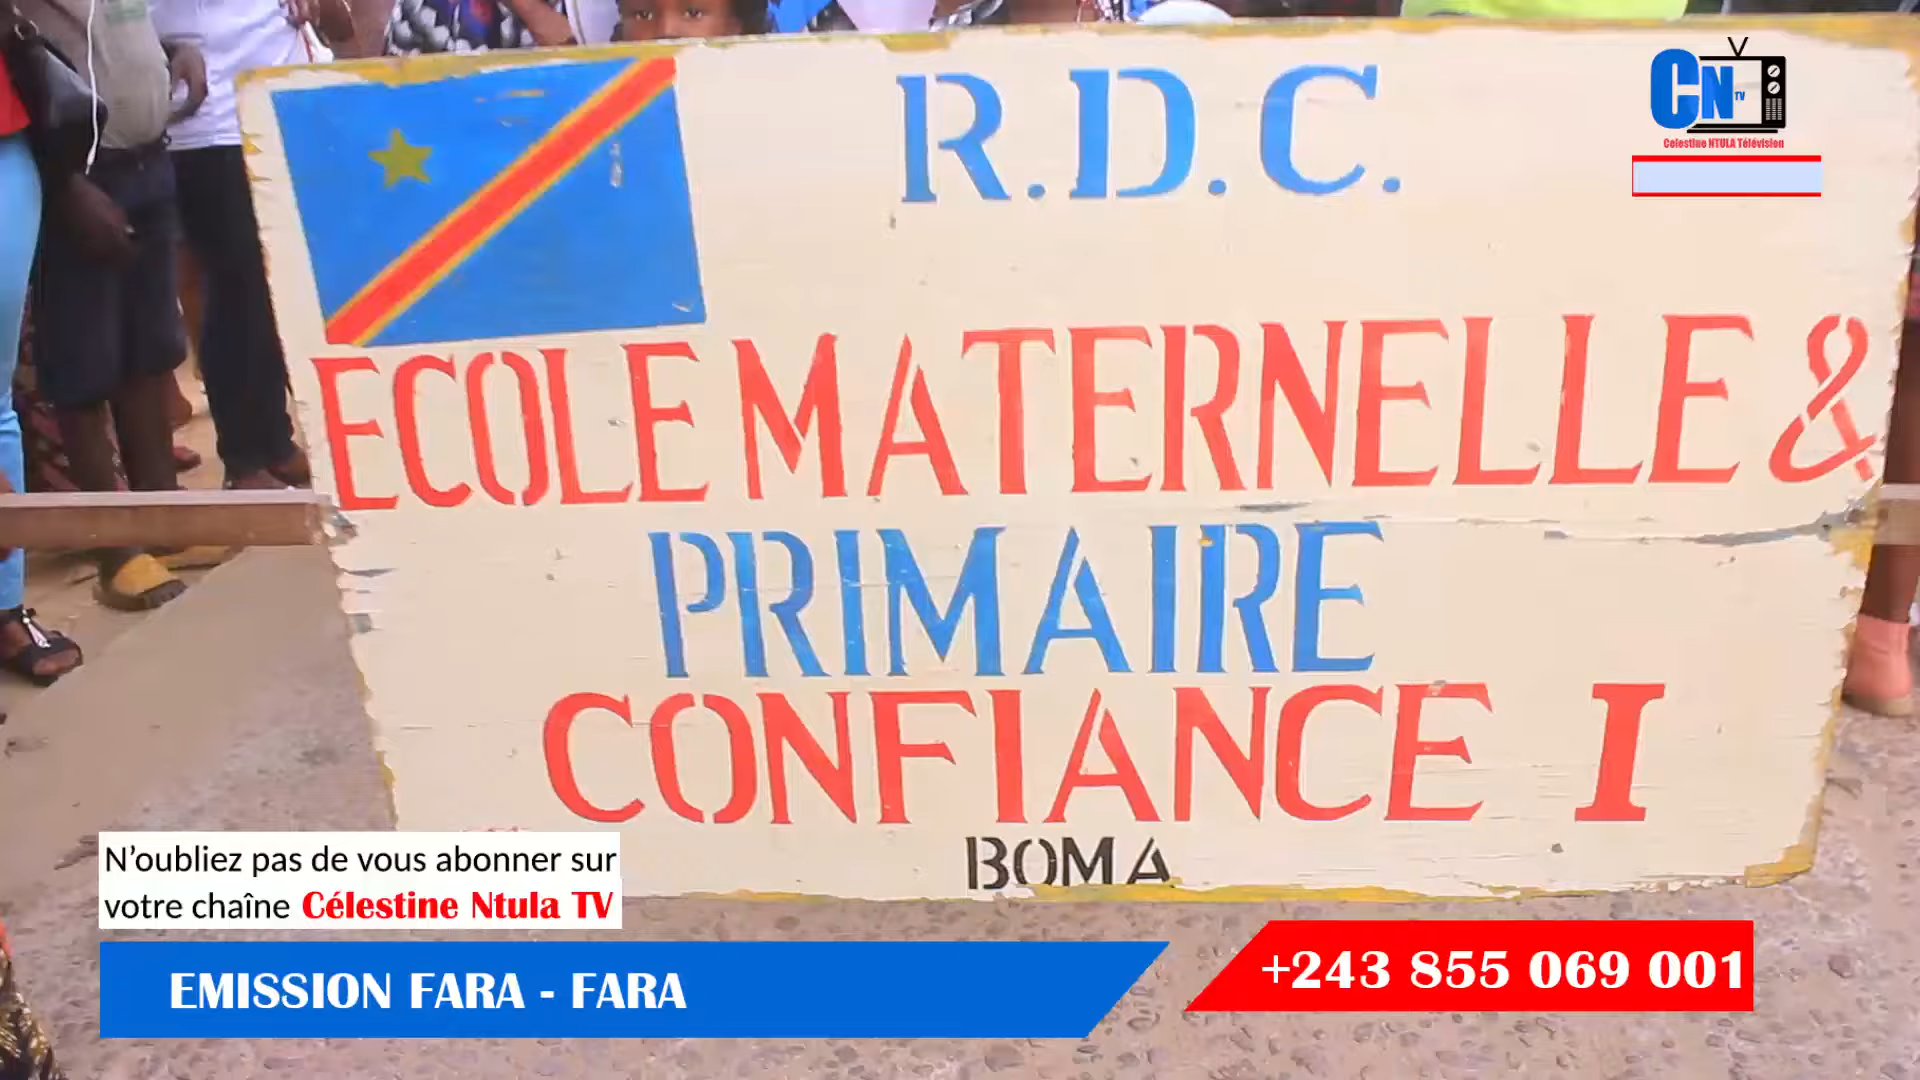 R.D.C.
CN TV
Celestine NTULA Télévision
ECOLE MATERNELLE &
PRIMAIRE
CONFIANCE I
BOMA
N'oubliez pas de vous abonner sur
votre chaîne Célestine Ntula TV
EMISSION FARA - FARA
+243 855 069 001